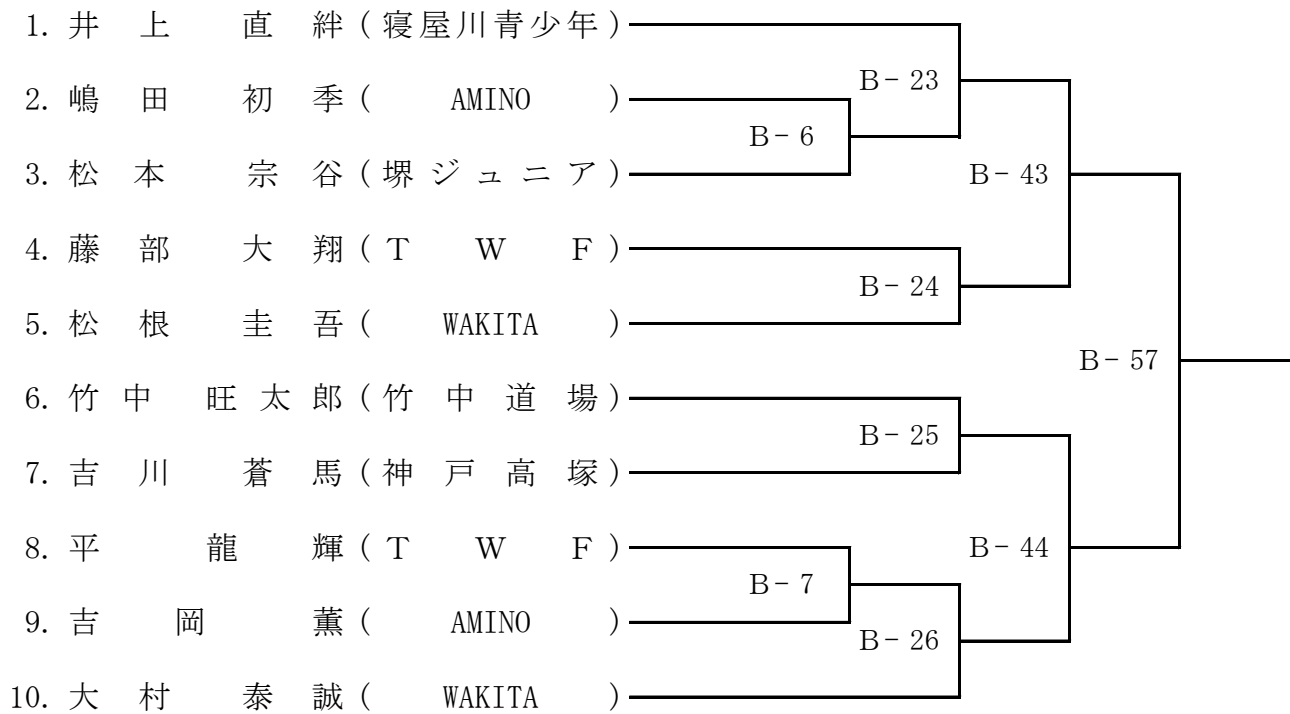 1. 井上 直絆(寝屋川青少年)
B-23
2. 嶋田 初季( AMINO )
B-6
3. 松本 宗谷(堺ジュニア)
B-43
4. 藤部 大翔(T W F)
B-24
5. 松根 圭吾( WAKITA )
B-57
6. 竹中 旺太郎(竹中道場)
B-25
7. 吉川 蒼馬(神戸高塚)
8. 平 龍輝(T W F)
B-44
B-7
9. 吉岡 薫( AMINO )
B-26
10. 大村 泰誠( WAKITA )